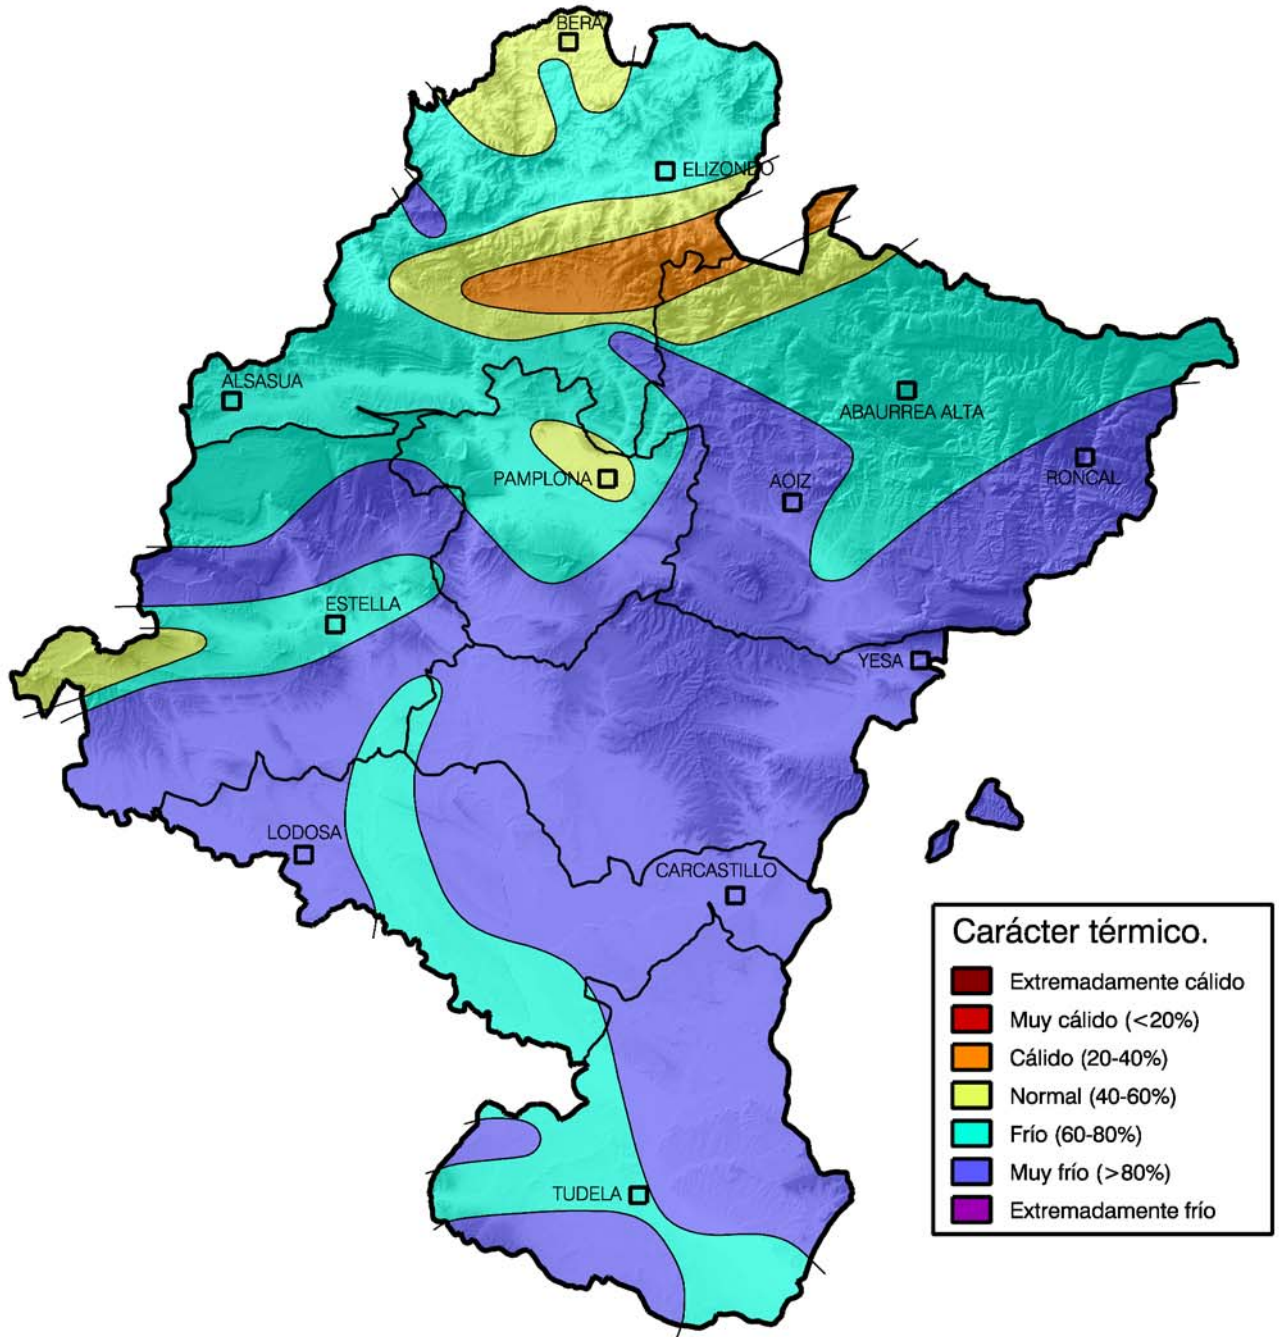 BERA
ELIZONDO
ALSASUA
ABAURREA ALTA
PAMPLONA
AOIZ
RONCAL
ESTELLA
YESA
LODOSA
CARCASTILLO
TUDELA
Carácter térmico.
Extremadamente cálido
Muy cálido (<20%)
Cálido (20-40%)
Normal (40-60%)
Frío (60-80%)
Muy frío (>80%)
Extremadamente frío